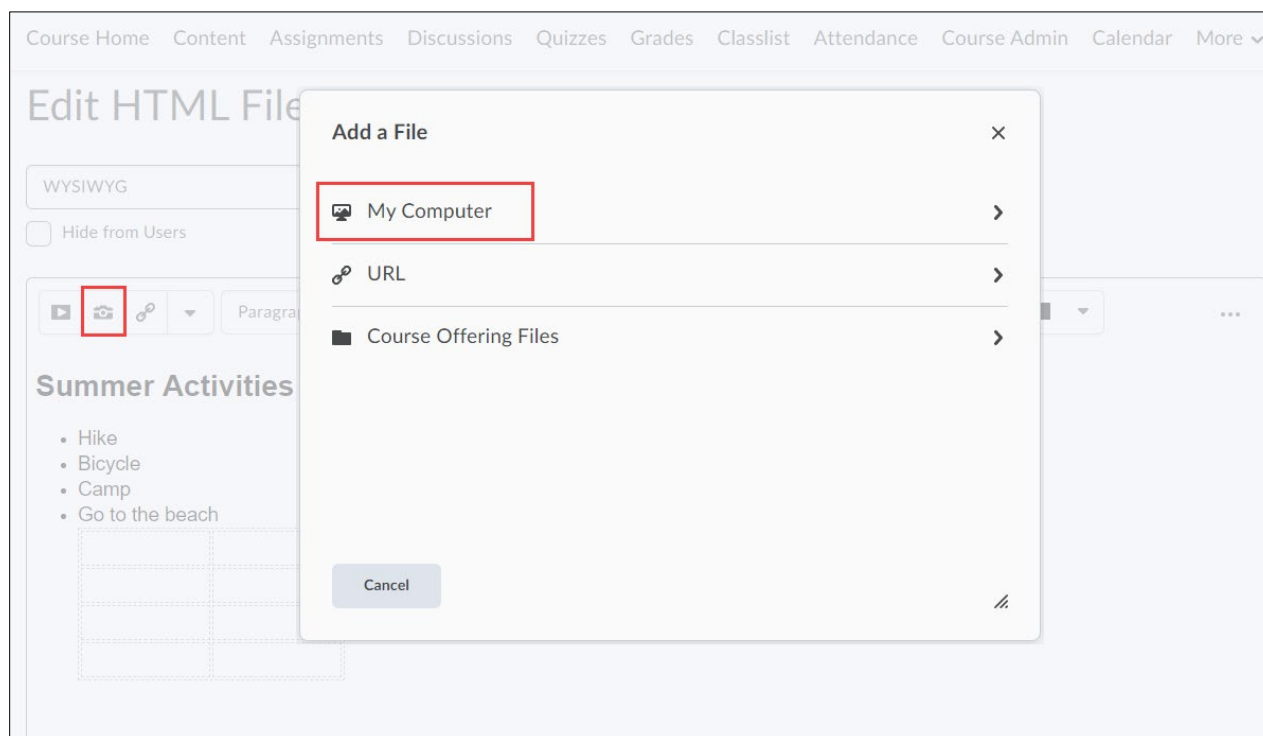 Course Home Content Assignments Discussions Quizzes Grades Classlist Attendance Course Admin Calendar More
Edit HTML File
Add a File
WYSIWYG
My Computer
Hide from Users
URL
Paragra
Course Offering Files
Summer Activities
• Hike
• Bicycle
• Camp
• Go to the beach
Cancel